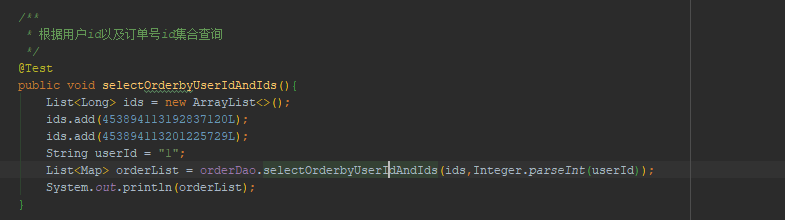 /**
 * 根据用户id以及订单号id集合查询
 */
@Test
public void selectOrderbyUserIdAndIds(){
    List<Long> ids = new ArrayList<>();
    ids.add(453894113192837120L);
    ids.add(453894113201225729L);
    String userId = "1";
    List<Map> orderList = orderDao.selectOrderbyUserIdAndIds(ids,Integer.parseInt(userId));
    System.out.println(orderList);
}